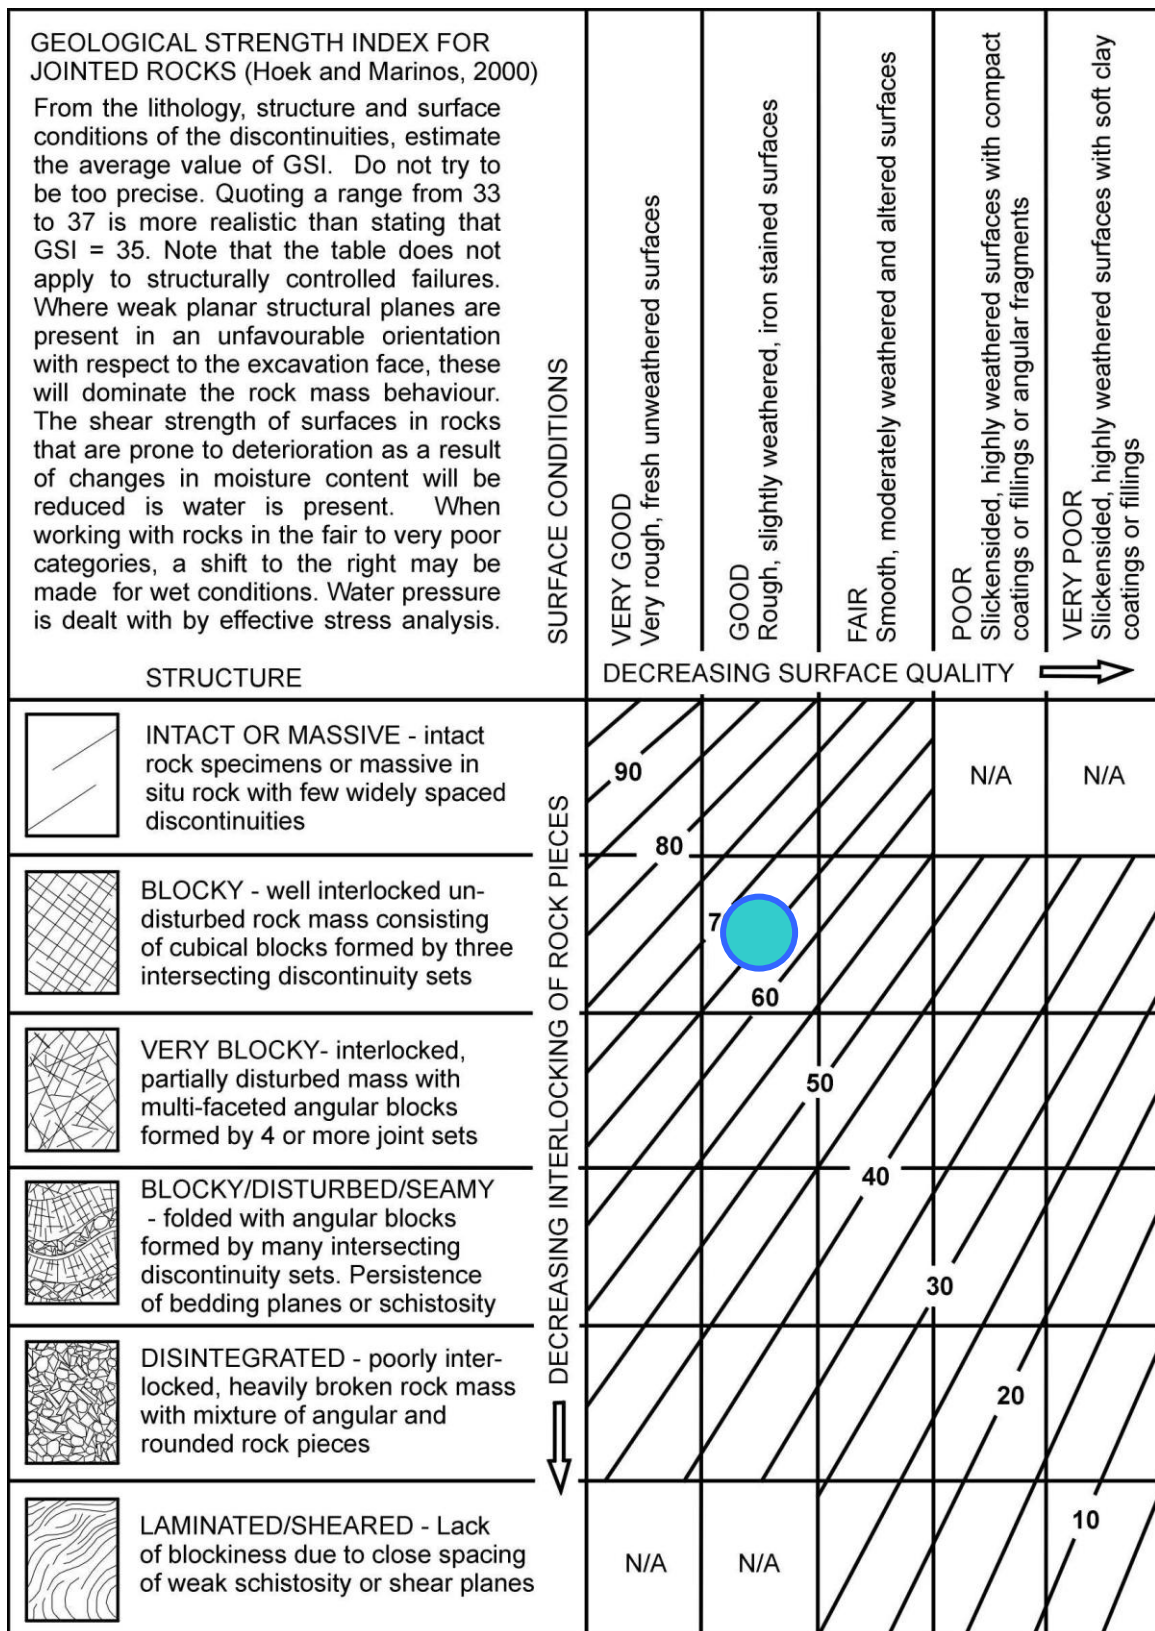 GEOLOGICAL STRENGTH INDEX FOR
JOINTED ROCKS (Hoek and Marinos, 2000)
From the lithology, structure and surface
conditions of the discontinuities, estimate
the average value of GSI. Do not try to
be too precise. Quoting a range from 33
to 37 is more realistic than stating that
GSI = 35. Note that the table does not
apply to structurally controlled failures.
Where weak planar structural planes are
present in an unfavourable orientation
with respect to the excavation face, these
will dominate the rock mass behaviour.
The shear strength of surfaces in rocks
that are prone to deterioration as a result
of changes in moisture content will be
reduced is water is present. When
working with rocks in the fair to very poor
categories, a shift to the right may be
made for wet conditions. Water pressure
is dealt with by effective stress analysis.
STRUCTURE
SURFACE CONDITIONS
VERY GOOD
Very rough, fresh unweathered surfaces
GOOD
Rough, slightly weathered, iron stained surfaces
FAIR
Smooth, moderately weathered and altered surfaces
POOR
Slickensided, highly weathered surfaces with compact
coatings or fillings or angular fragments
VERY POOR
Slickensided, highly weathered surfaces with soft clay
coatings or fillings
DECREASING SURFACE QUALITY
DECREASING INTERLOCKING OF ROCK PIECES
INTACT OR MASSIVE - intact
rock specimens or massive in
situ rock with few widely spaced
discontinuities
90
N/A
N/A
80
BLOCKY - well interlocked un-
disturbed rock mass consisting
of cubical blocks formed by three
intersecting discontinuity sets
7
60
VERY BLOCKY- interlocked,
partially disturbed mass with
multi-faceted angular blocks
formed by 4 or more joint sets
50
BLOCKY/DISTURBED/SEAMY
- folded with angular blocks
formed by many intersecting
discontinuity sets. Persistence
of bedding planes or schistosity
40
30
DISINTEGRATED - poorly inter-
locked, heavily broken rock mass
with mixture of angular and
rounded rock pieces
20
LAMINATED/SHEARED - Lack
of blockiness due to close spacing
of weak schistosity or shear planes
N/A
N/A
10